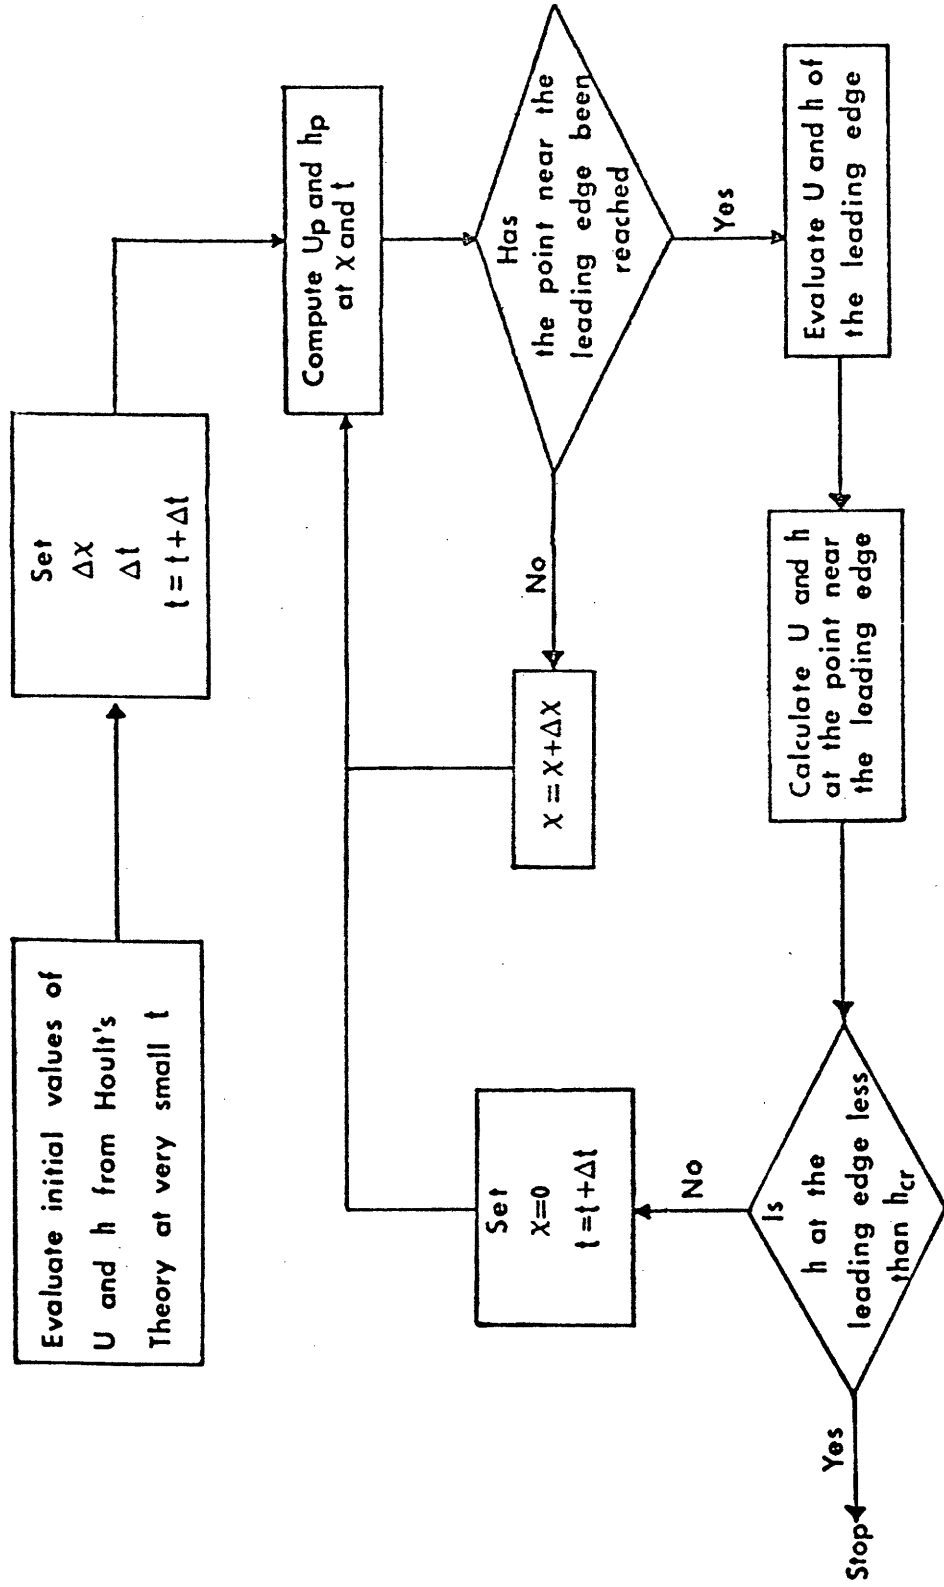 Evaluate initial values of
U and h from Hoult's
Theory at very small t
Set
Δχ
Δt
t = t + Δt
Compute Up and hp
at χ and t
Has
the point near the
leading edge been
reached
No
χ = χ + Δχ
Yes
Evaluate U and h of
the leading edge
Calculate U and h
at the point near
the leading edge
Is
h at the
leading edge less
than hcr
No
Set
χ=0
t=t+Δt
Yes
Stop